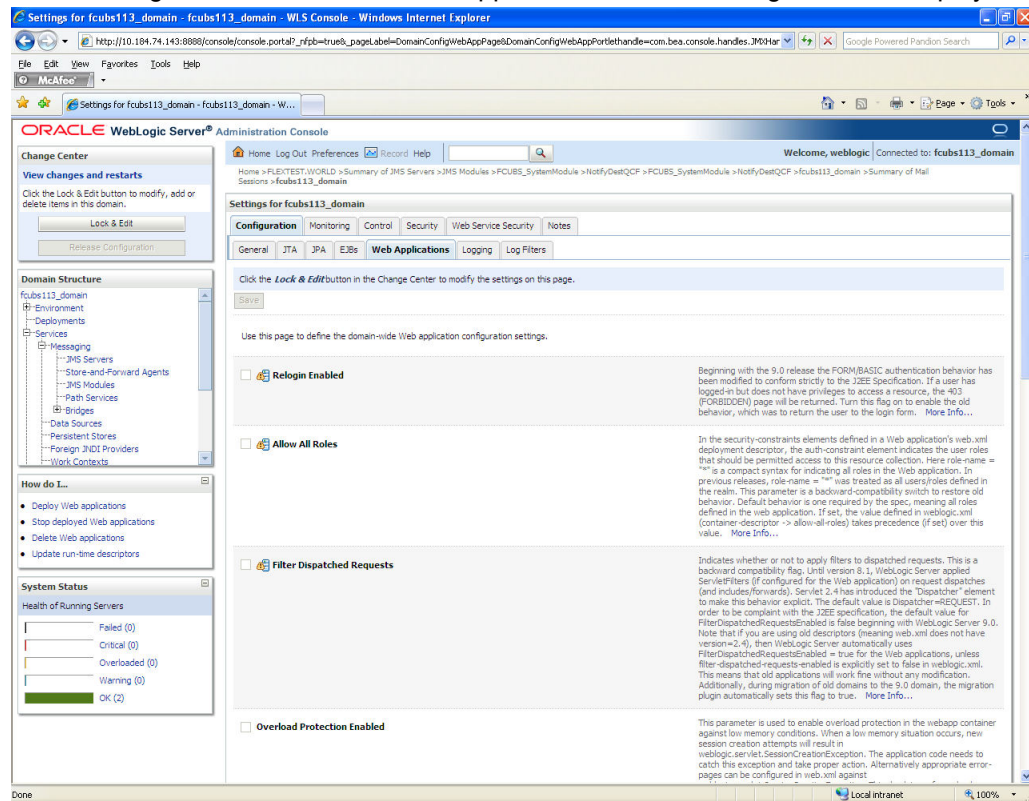 Settings for fcubs113_domain - fcubs113_domain - WLS Console - Windows Internet Explorer
http://10.184.74.143:8888/console/console.portal?_nfpb=true&_pageLabel=DomainConfigWebAppPage&DomainConfigWebAppPortlethandle=com.bea.console.handles.JMXHar
Google Powered Pandion Search
File Edit View Favorites Tools Help
McAfee
Settings for fcubs113_domain - fcubs113_domain - W...
Page Tools
ORACLE WebLogic Server® Administration Console
Change Center
View changes and restarts
Click the Lock & Edit button to modify, add or
delete items in this domain.
Lock & Edit
Release Configuration
Domain Structure
fcubs113_domain
Environment
Deployments
Services
Messaging
JMS Servers
Store-and-Forward Agents
JMS Modules
Path Services
Bridges
Data Sources
Persistent Stores
Foreign JNDI Providers
Work Contexts
How do I...
Deploy Web applications
Stop deployed Web applications
Delete Web applications
Update run-time descriptors
System Status
Health of Running Servers
Failed (0)
Critical (0)
Overloaded (0)
Warning (0)
OK (2)
Home Log Out Preferences Record Help
Welcome, weblogic Connected to: fcubs113_domain
Home >FLEXTEST.WORLD >Summary of JMS Servers >JMS Modules >FCUBS_SystemModule >NotifyDestQCF >FCUBS_SystemModule >NotifyDestQCF >fcubs113_domain >Summary of Mail
Sessions >fcubs113_domain
Settings for fcubs113_domain
Configuration Monitoring Control Security Web Service Security Notes
General JTA JPA EJBs Web Applications Logging Log Filters
Click the Lock & Edit button in the Change Center to modify the settings on this page.
Save
Use this page to define the domain-wide Web application configuration settings.
Relogin Enabled
Beginning with the 9.0 release the FORM/BASIC authentication behavior has
been modified to conform strictly to the J2EE Specification. If a user has
logged-in but does not have privileges to access a resource, the 403
(FORBIDDEN) page will be returned. Turn this flag on to enable the old
behavior, which was to return the user to the login form. More Info...
Allow All Roles
In the security-constraints elements defined in a Web application's web.xml
deployment descriptor, the auth-constraint element indicates the user roles
that should be permitted access to this resource collection. Here role-name =
"*" is a compact syntax for indicating all roles in the Web application. In
previous releases, role-name = "*" was treated as all users/roles defined in
the realm. This parameter is a backward-compatibility switch to restore old
behavior. Default behavior is one required by the spec, meaning all roles
defined in the web application. If set, the value defined in weblogic.xml
(container-descriptor -> allow-all-roles) takes precedence (if set) over this
value. More Info...
Filter Dispatched Requests
Indicates whether or not to apply filters to dispatched requests. This is a
backward compatibility flag. Until version 8.1, WebLogic Server applied
ServletFilters (if configured for the Web application) on request dispatches
(and includes/forwards). Servlet 2.4 has introduced the "Dispatcher" element
to make this behavior explicit. The default value is Dispatcher=REQUEST. In
order to be complaint with the J2EE specification, the default value for
FilterDispatchedRequestsEnabled is false beginning with WebLogic Server 9.0.
Note that if you are using old descriptors (meaning web.xml does not have
version=2.4), then WebLogic Server automatically uses
FilterDispatchedRequestsEnabled = true for the Web applications, unless
filter-dispatched-requests-enabled is explicitly set to false in weblogic.xml.
This means that old applications will work fine without any modification.
Additionally, during migration of old domains to the 9.0 domain, the migration
plugin automatically sets this flag to true. More Info...
Overload Protection Enabled
This parameter is used to enable overload protection in the webapp container
against low memory conditions. When a low memory situation occurs, new
session creation attempts will result in
weblogic.servlet.SessionCreationException. The application code needs to
catch this exception and take proper action. Alternatively appropriate error-
pages can be configured in web.xml against
Done
Local intranet
100%